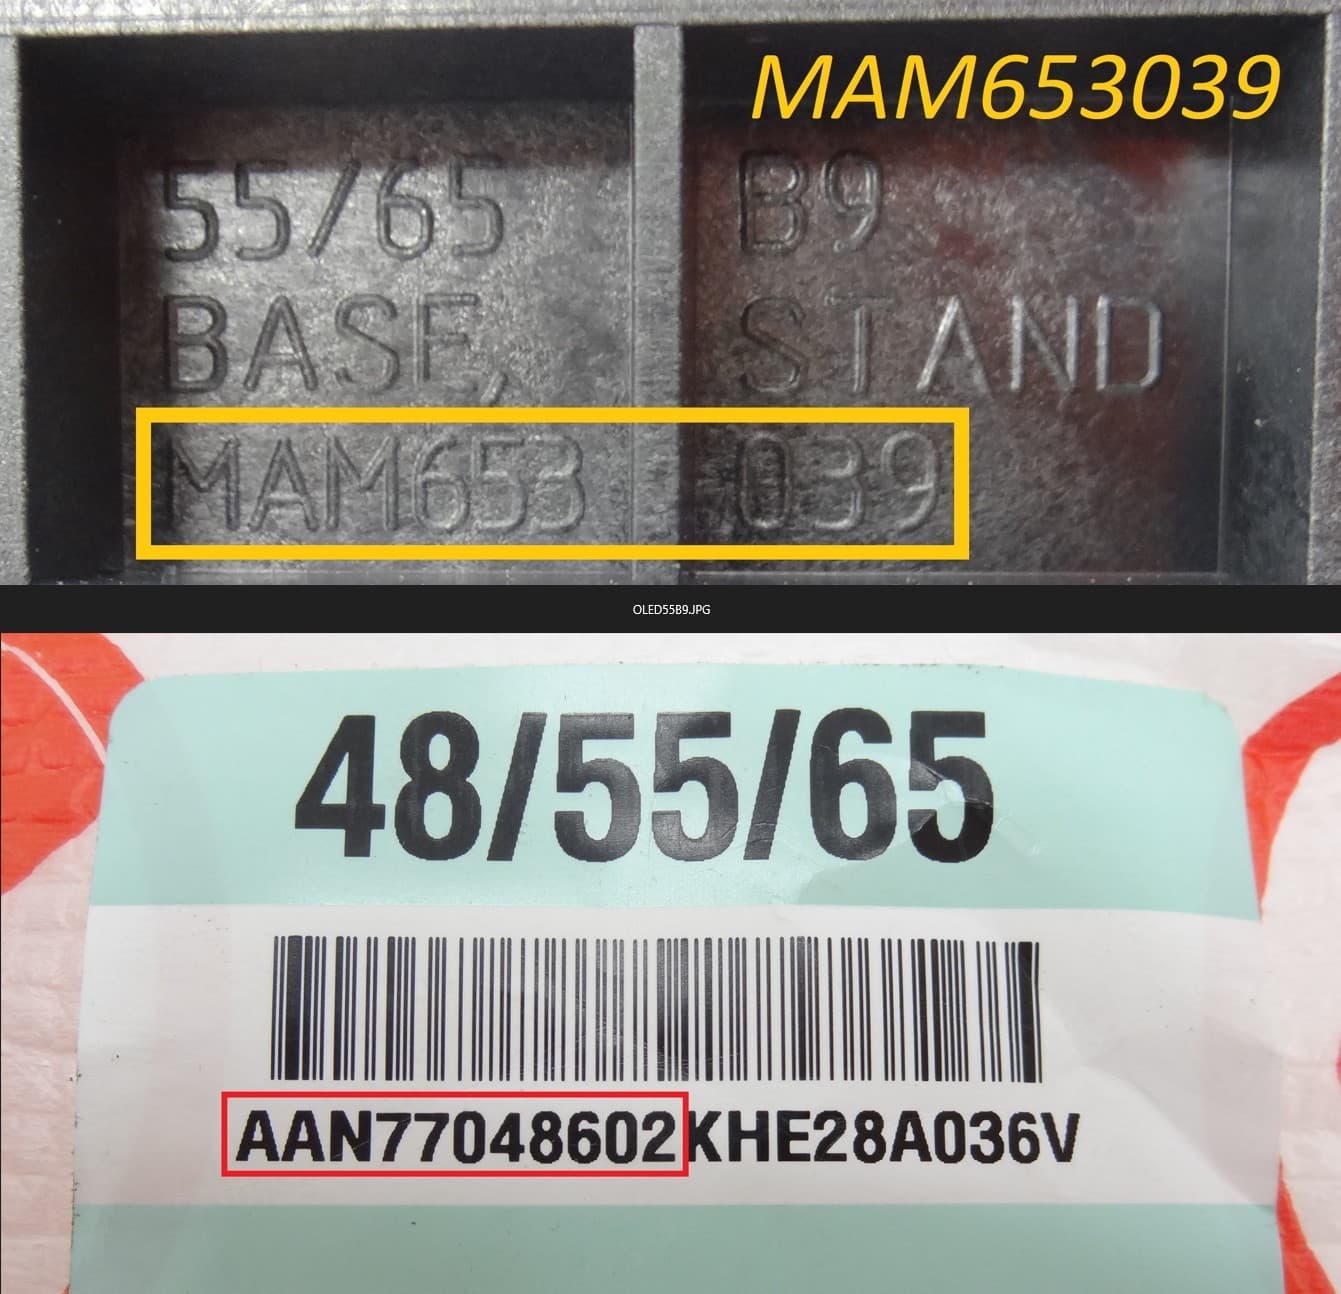 MAM653039
55/65 B9
BASE, STAND
MAM653 039
OLED55B9.JPG
48/55/65
AAN77048602KHE28A036V